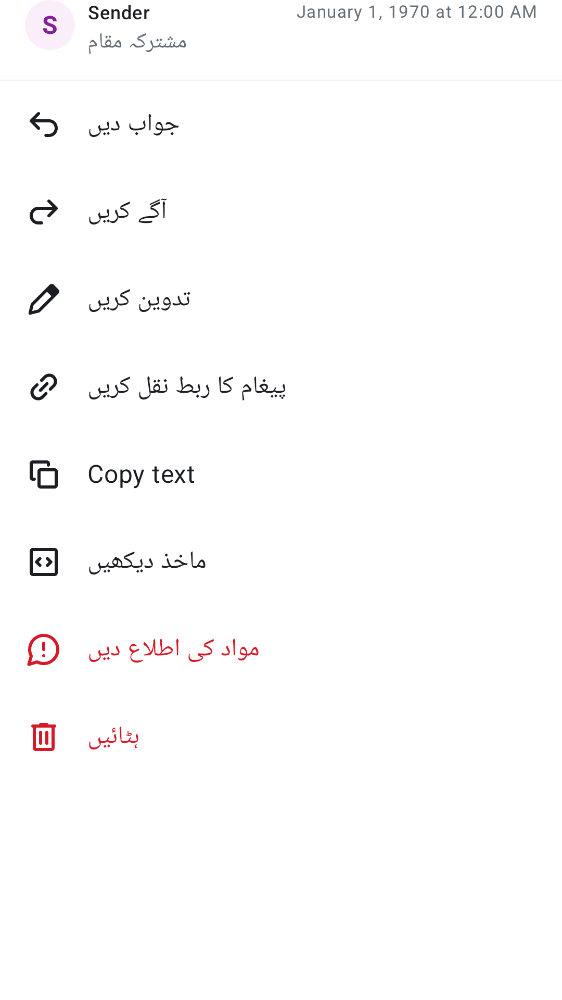 S
Sender
January 1, 1970 at 12:00 AM
مشترکہ مقام
جواب دیں
آگے کریں
تدوین کریں
پیغام کا ربط نقل کریں
Copy text
ماخذ دیکھیں
مواد کی اطلاع دیں
ہٹائیں